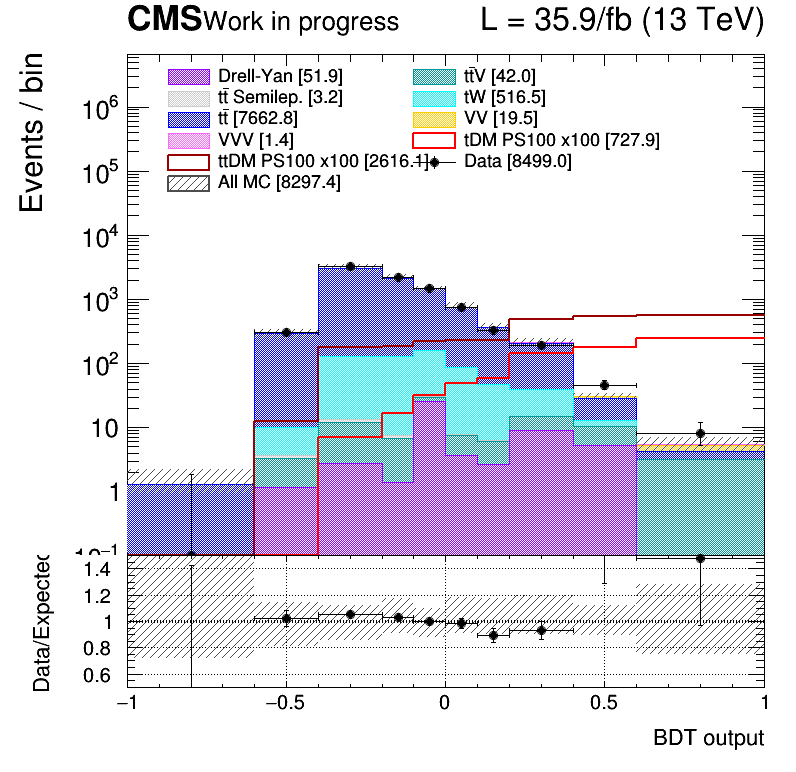 CMS Work in progress L = 35.9/fb (13 TeV)
Events / bin
Drell-Yan [51.9] tt̄V [42.0]
tt̄ Semilep. [3.2] tW [516.5]
tt̄ [7662.8] VV [19.5]
VVV [1.4] tDM PS100 x100 [727.9]
ttDM PS100 x100 [2616.1] Data [8499.0]
All MC [8297.4]
10⁶
10⁵
10⁴
10³
10²
10
1
10⁻¹
Data/Expected
1.4
1.2
1
0.8
0.6
−1 −0.5 0 0.5 1
BDT output